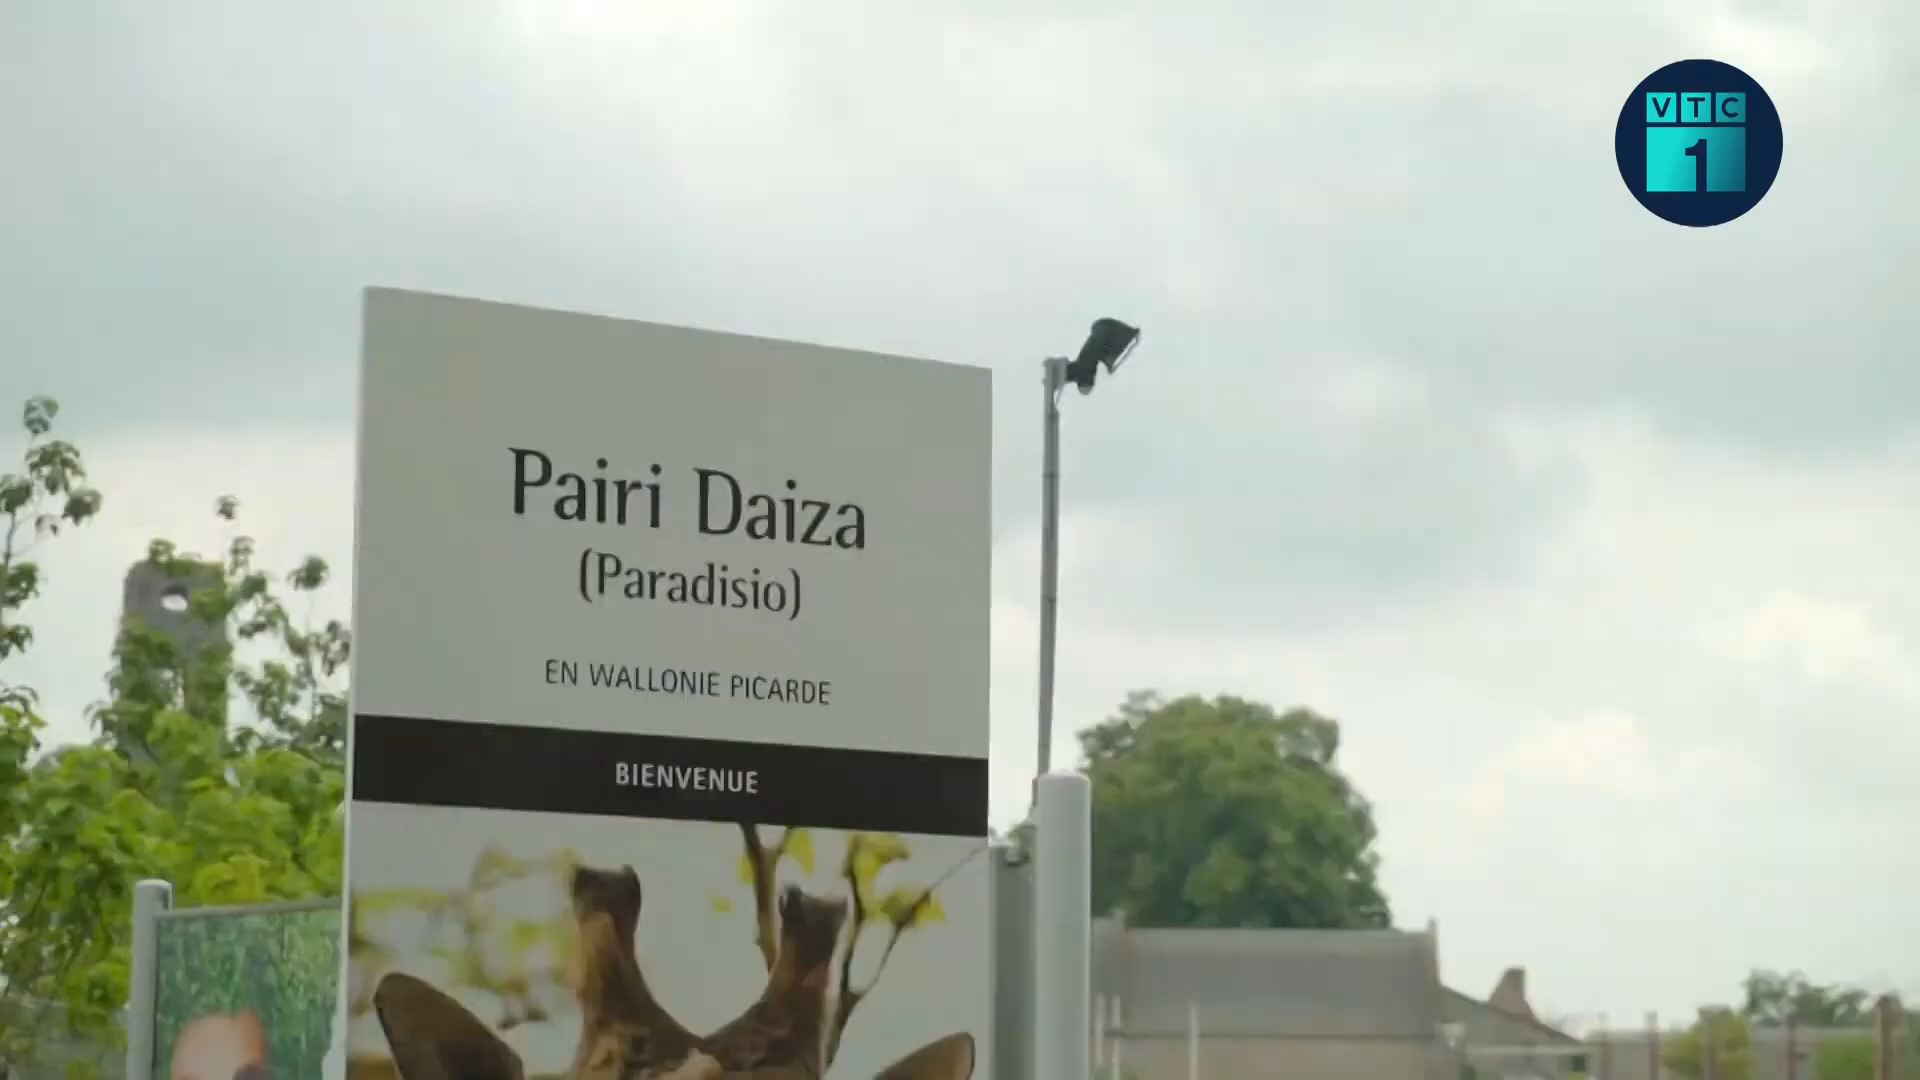 VTC
1
Pairi Daiza
(Paradisio)
EN WALLONIE PICARDE
BIENVENUE